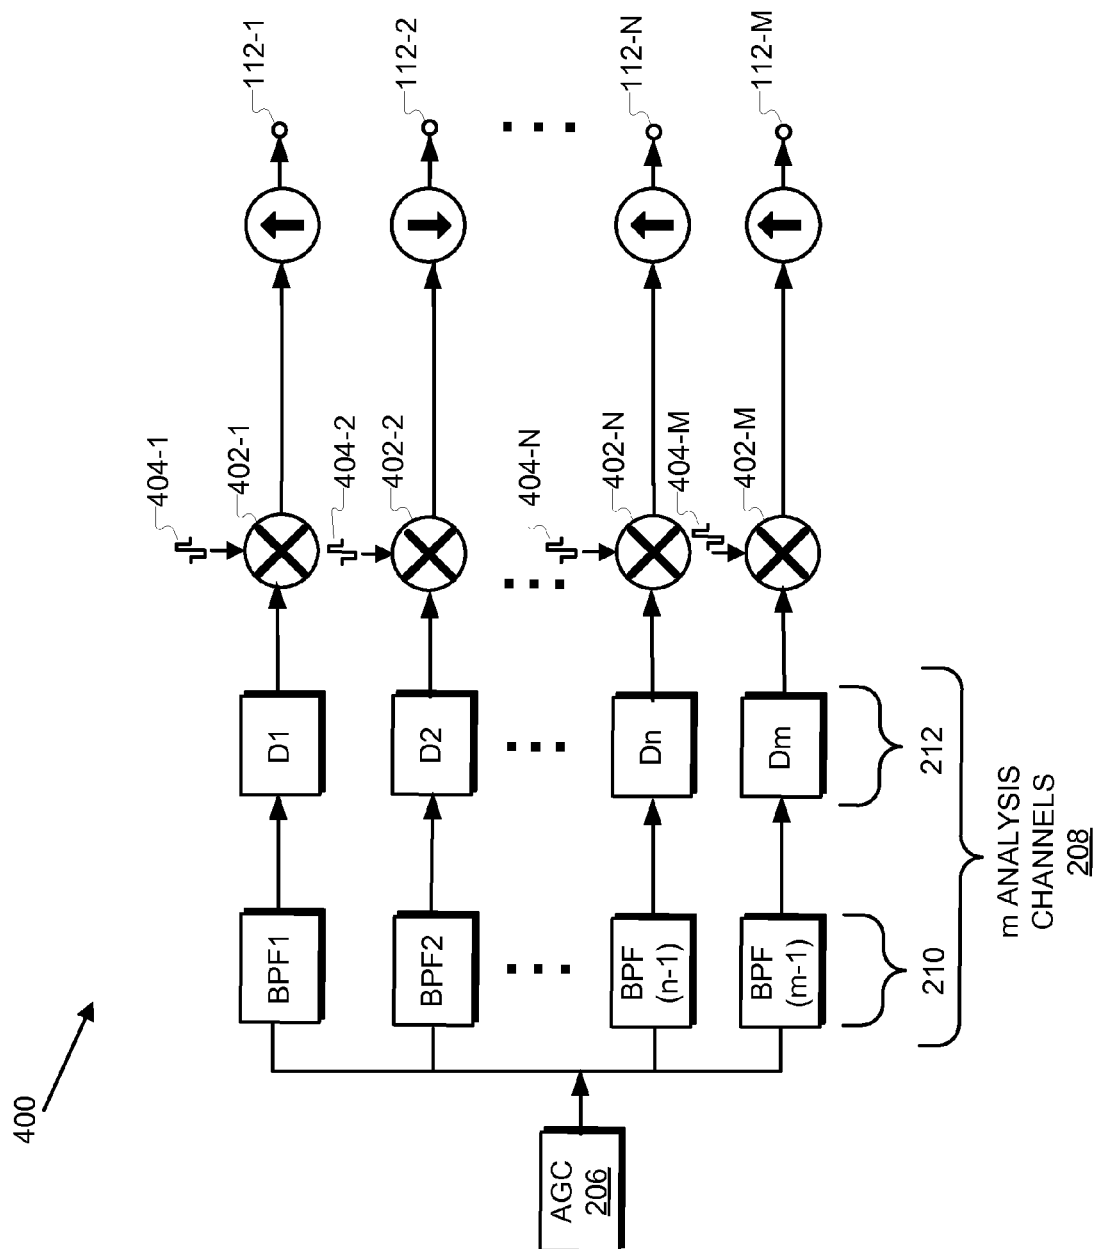 400
AGC
206
BPF1
BPF2
BPF
(n-1)
BPF
(m-1)
210
D1
D2
Dn
Dm
212
m ANALYSIS
CHANNELS
208
404-1
402-1
404-2
402-2
404-N
402-N
404-M
402-M
112-1
112-2
112-N
112-M